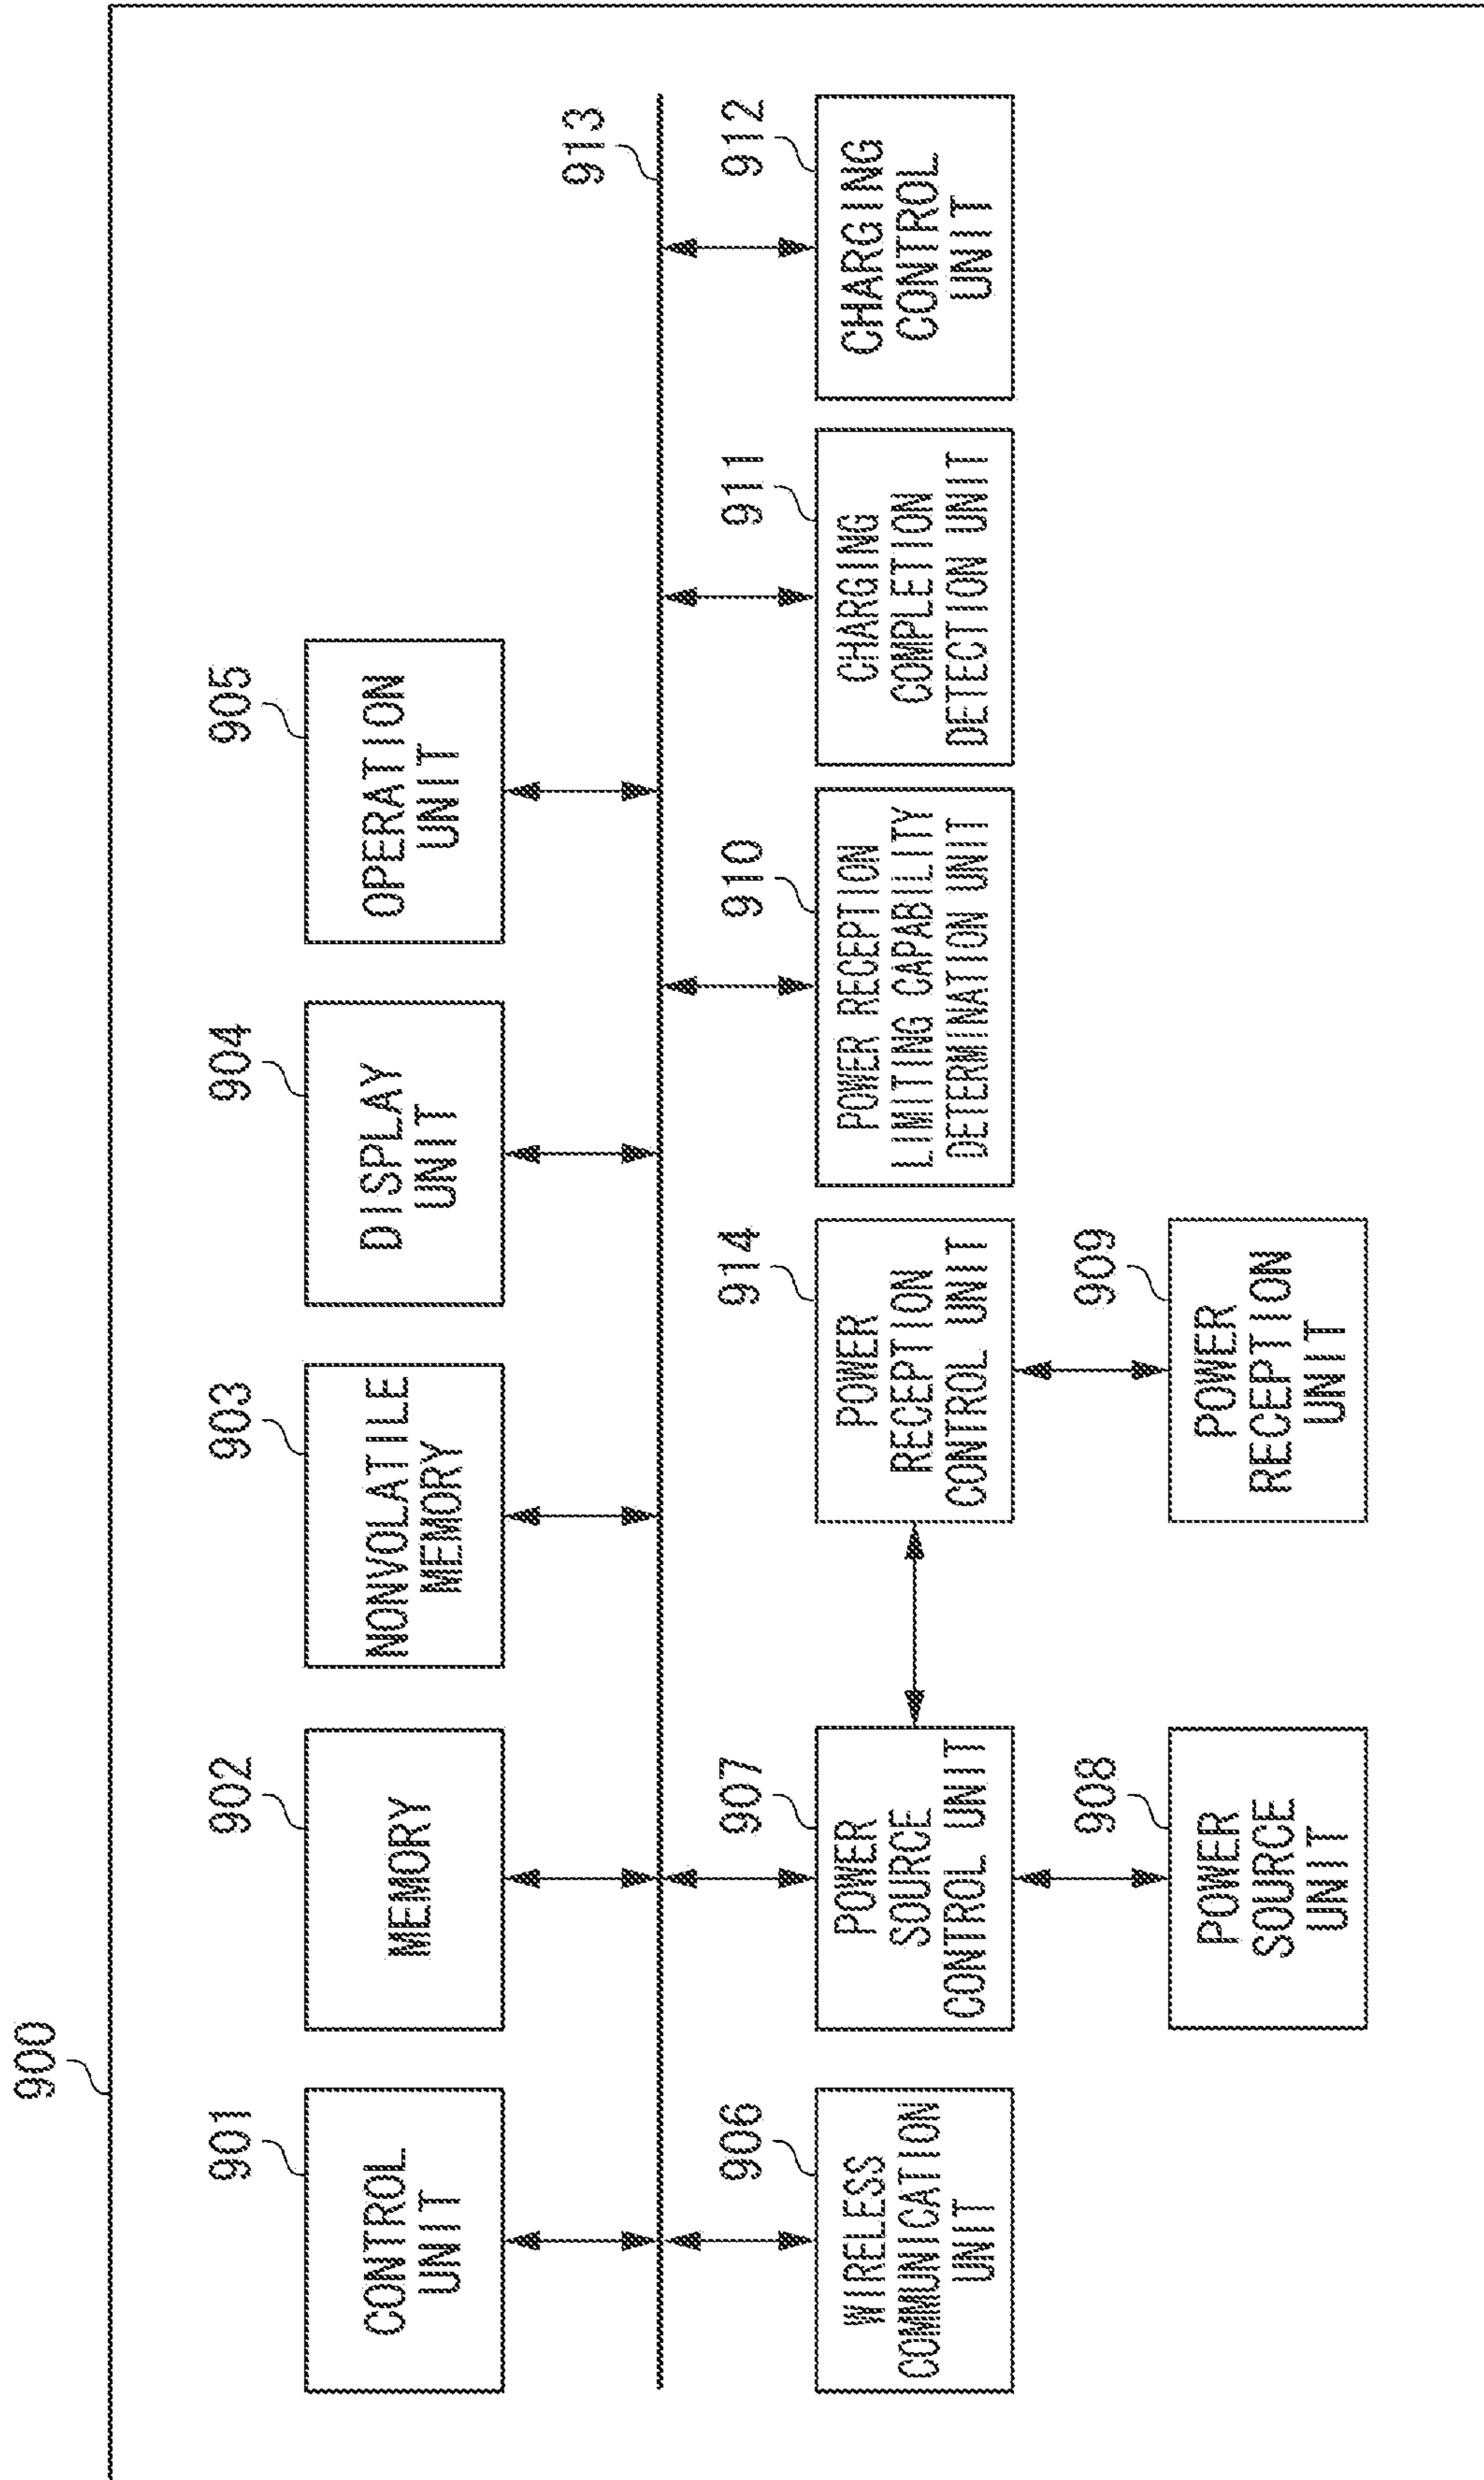 900
901
CONTROL
UNIT
902
MEMORY
903
NONVOLATILE
MEMORY
904
DISPLAY
UNIT
905
OPERATION
UNIT
913
906
WIRELESS
COMMUNICATION
UNIT
907
POWER
SOURCE
CONTROL UNIT
914
POWER
RECEPTION
CONTROL UNIT
910
POWER RECEPTION
LIMITING CAPABILITY
DETERMINATION UNIT
911
CHARGING
COMPLETION
DETECTION UNIT
912
CHARGING
CONTROL
UNIT
908
POWER
SOURCE
UNIT
909
POWER
RECEPTION
UNIT